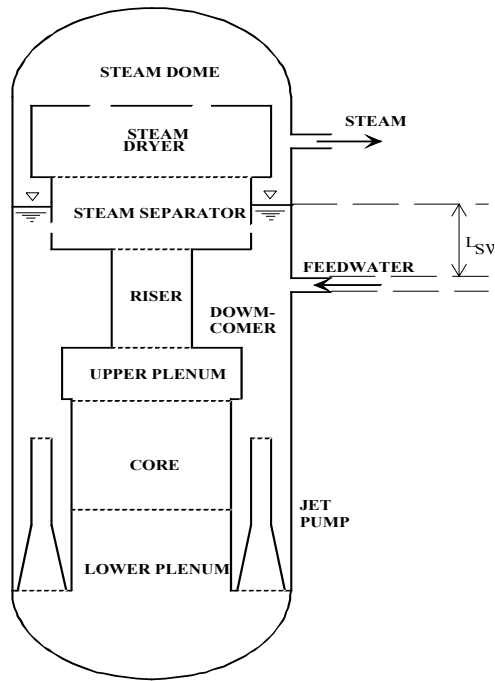 STEAM DOME
STEAM
STEAM
DRYER
STEAM SEPARATOR
L SW
FEEDWATER
RISER
DOWM-
COMER
UPPER PLENUM
CORE
JET
PUMP
LOWER PLENUM